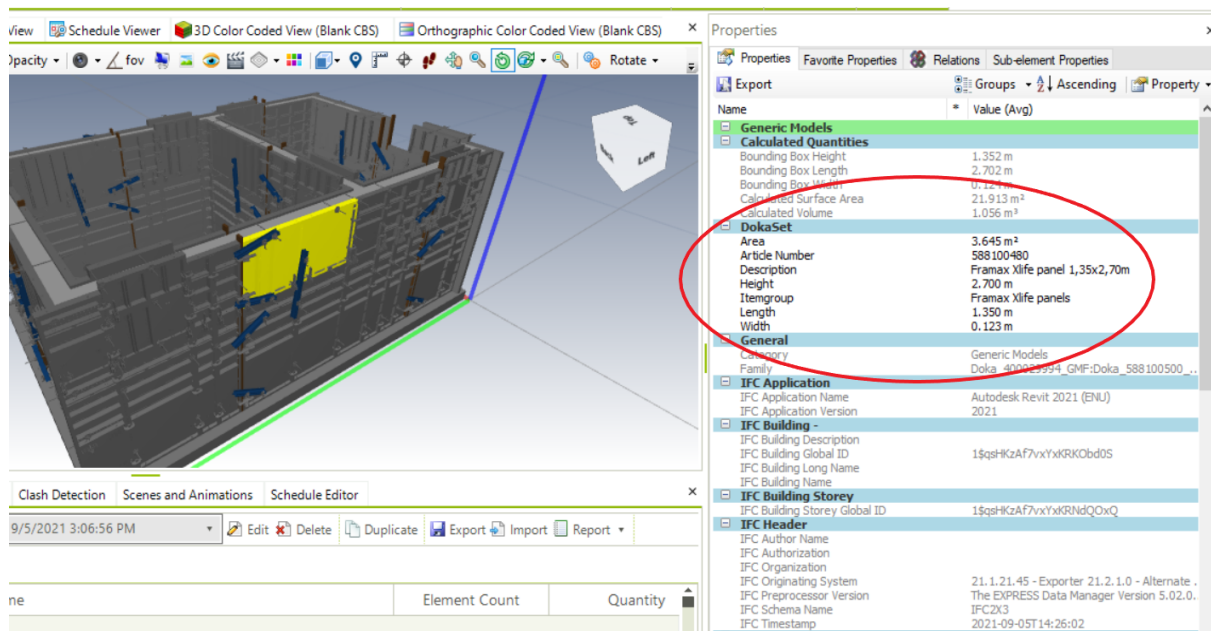 View Schedule Viewer 3D Color Coded View (Blank CBS) Orthographic Color Coded View (Blank CBS)
Opacity fov Rotate
Left
Clash Detection Scenes and Animations Schedule Editor
9/5/2021 3:06:56 PM Edit Delete Duplicate Export Import Report
Element Count Quantity
Properties
Properties Favorite Properties Relations Sub-element Properties
Export Groups Ascending Property
Name * Value (Avg)
Generic Models
Calculated Quantities
Bounding Box Height 1.352 m
Bounding Box Length 2.702 m
Bounding Box Width 0.124 m
Calculated Surface Area 21.913 m²
Calculated Volume 1.056 m³
DokaSet
Area 3.645 m²
Article Number 588100480
Description Framax Xlife panel 1,35x2,70m
Height 2.700 m
Itemgroup Framax Xlife panels
Length 1.350 m
Width 0.123 m
General
Category Generic Models
Family Doka_400029994_GMF:Doka_588100500_..
IFC Application
IFC Application Name Autodesk Revit 2021 (ENU)
IFC Application Version 2021
IFC Building -
IFC Building Description
IFC Building Global ID 1$qsHKzAf7vxYxKRKObd0S
IFC Building Long Name
IFC Building Name
IFC Building Storey
IFC Building Storey Global ID 1$qsHKzAf7vxYxKRNdQOxQ
IFC Header
IFC Author Name
IFC Authorization
IFC Organization
IFC Originating System 21.1.21.45 - Exporter 21.2.1.0 - Alternate .
IFC Preprocessor Version The EXPRESS Data Manager Version 5.02.0.
IFC Schema Name IFC2X3
IFC Timestamp 2021-09-05T14:26:02